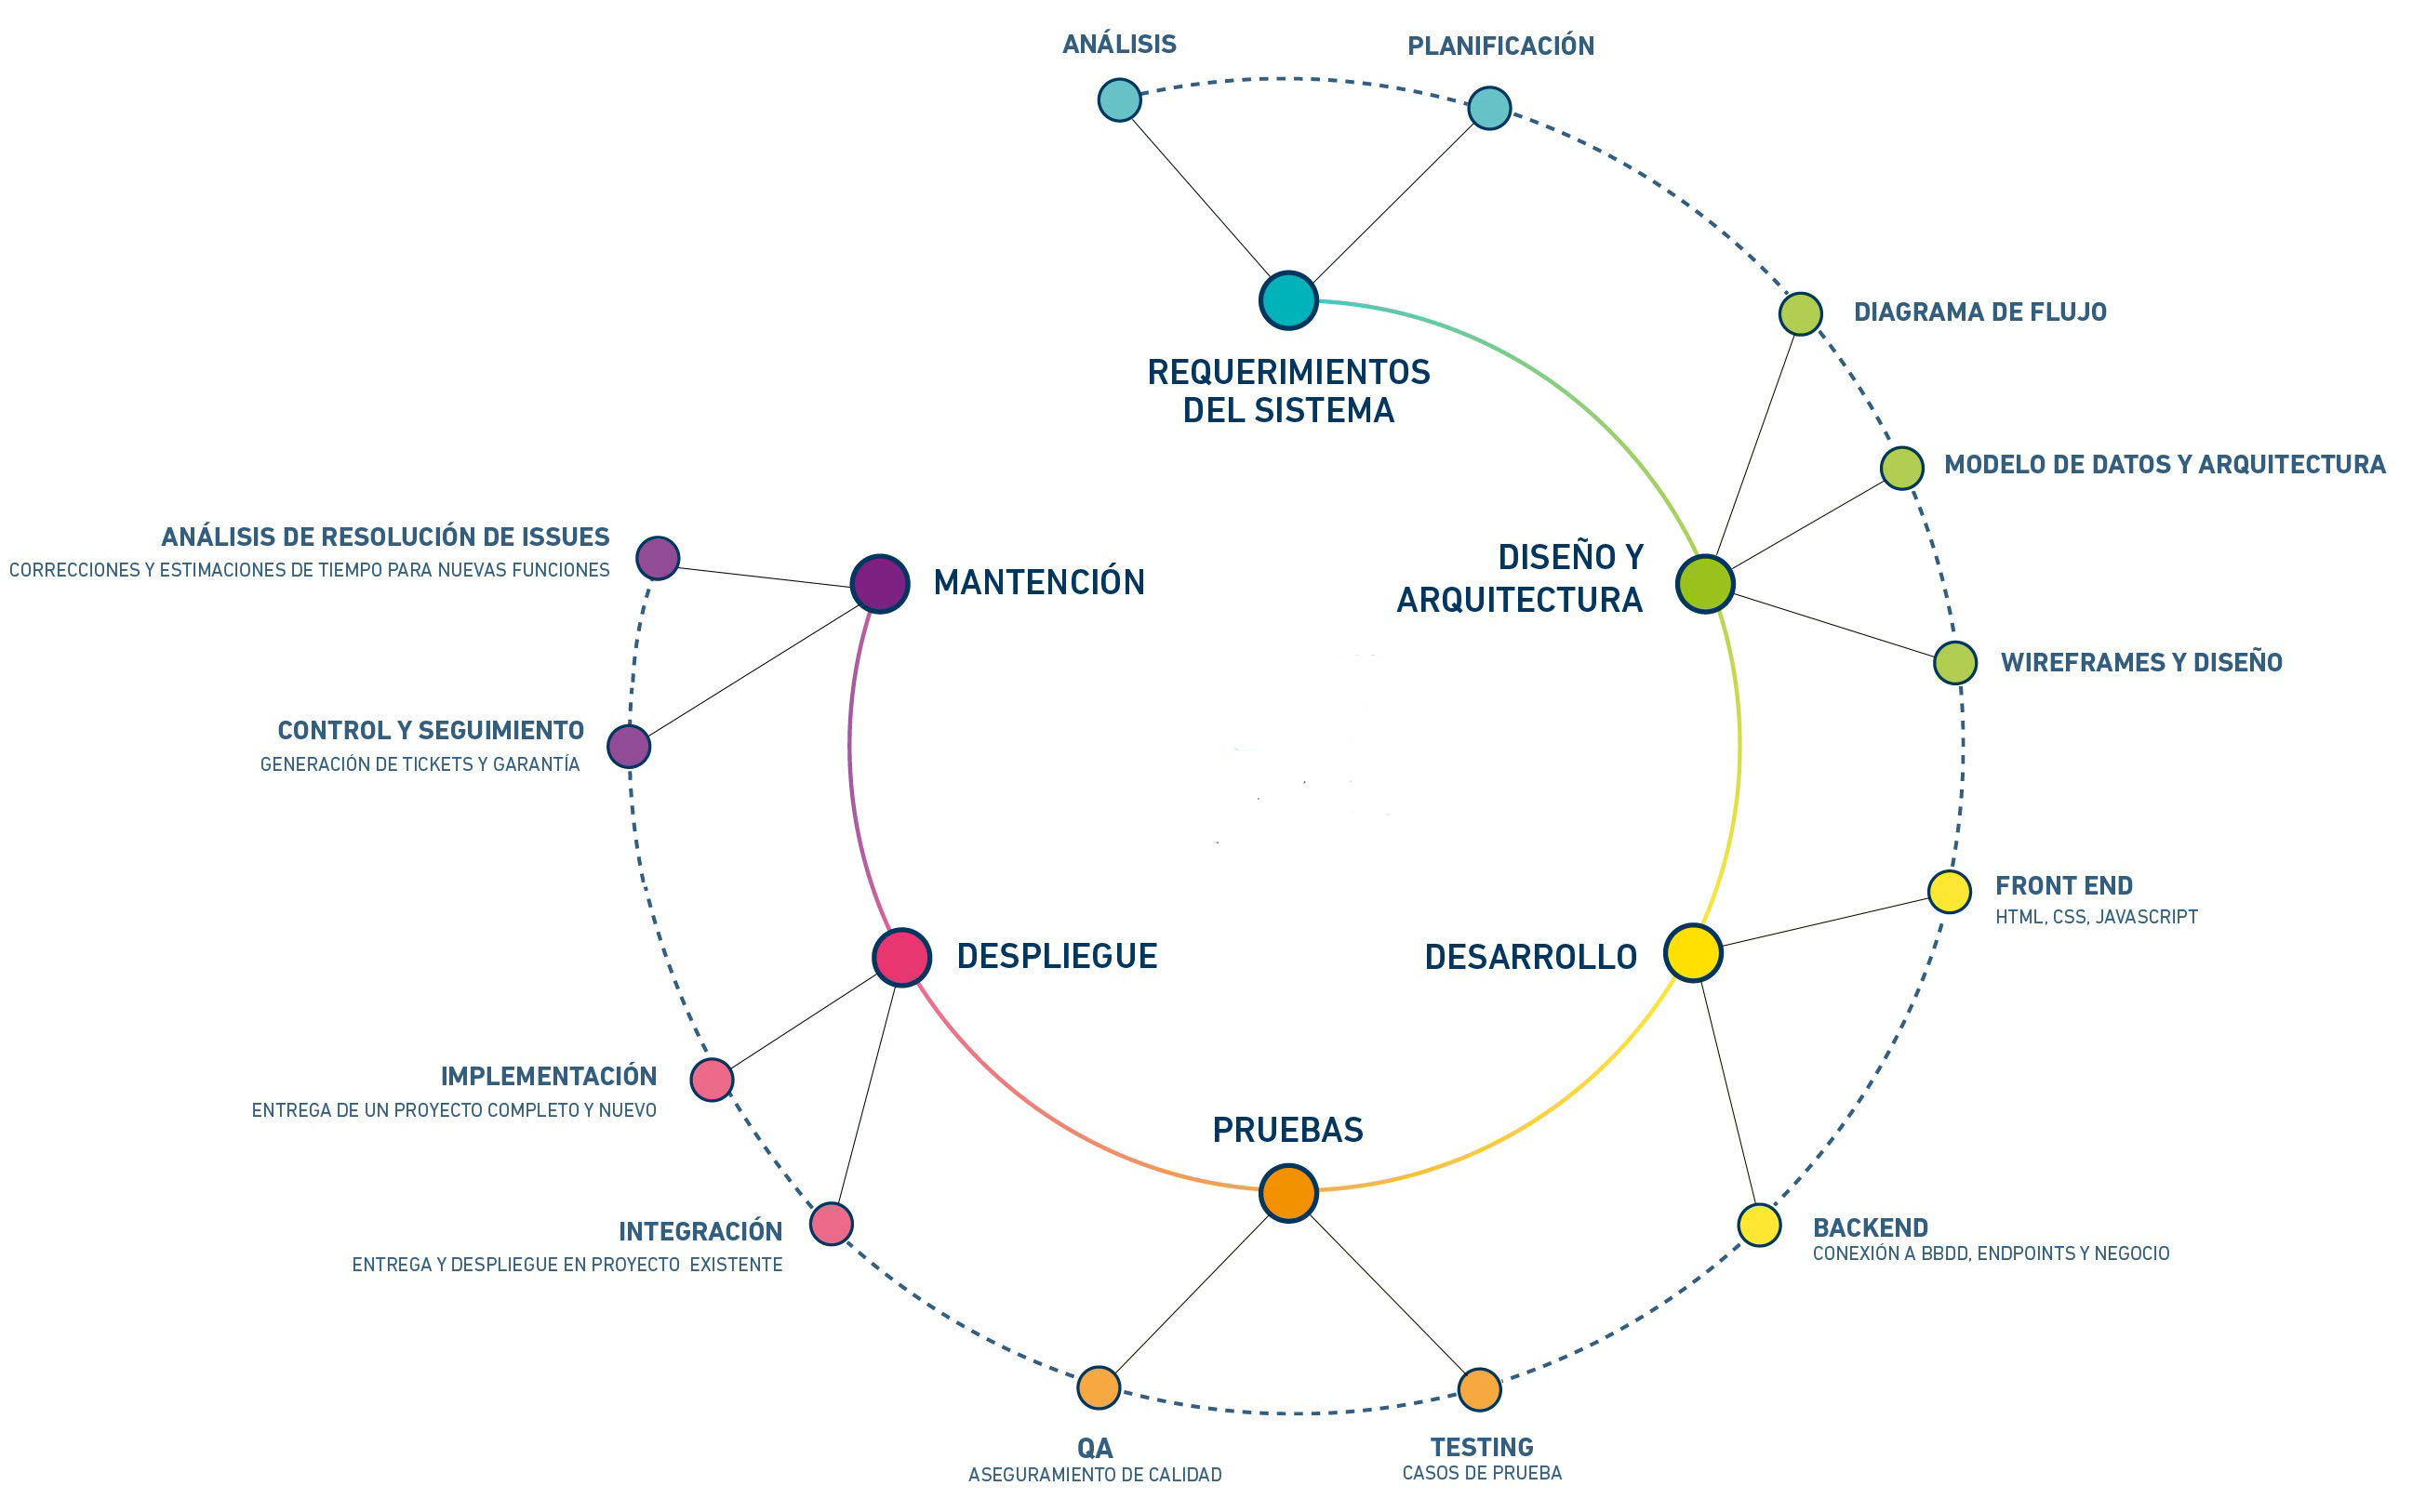 ANÁLISIS
PLANIFICACIÓN
REQUERIMIENTOS
DEL SISTEMA
DIAGRAMA DE FLUJO
MODELO DE DATOS Y ARQUITECTURA
DISEÑO Y
ARQUITECTURA
WIREFRAMES Y DISEÑO
FRONT END
HTML, CSS, JAVASCRIPT
DESARROLLO
BACKEND
CONEXIÓN A BBDD, ENDPOINTS Y NEGOCIO
PRUEBAS
TESTING
CASOS DE PRUEBA
QA
ASEGURAMIENTO DE CALIDAD
DESPLIEGUE
INTEGRACIÓN
ENTREGA Y DESPLIEGUE EN PROYECTO EXISTENTE
IMPLEMENTACIÓN
ENTREGA DE UN PROYECTO COMPLETO Y NUEVO
MANTENCIÓN
CONTROL Y SEGUIMIENTO
GENERACIÓN DE TICKETS Y GARANTÍA
ANÁLISIS DE RESOLUCIÓN DE ISSUES
CORRECCIONES Y ESTIMACIONES DE TIEMPO PARA NUEVAS FUNCIONES